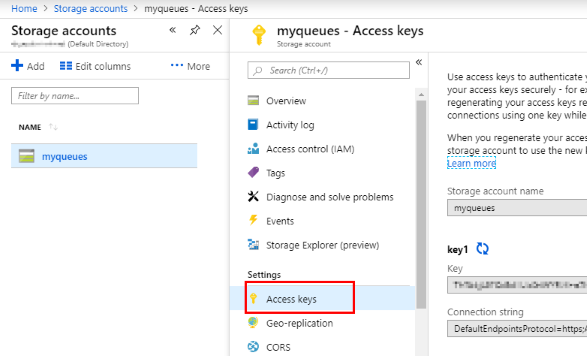 Home > Storage accounts > myqueues - Access keys
Storage accounts
(Default Directory)
Add Edit columns More
Filter by name...
NAME
myqueues
myqueues - Access keys
Storage account
Search (Ctrl+/)
Overview
Activity log
Access control (IAM)
Tags
Diagnose and solve problems
Events
Storage Explorer (preview)
Settings
Access keys
Geo-replication
CORS
Use access keys to authenticate
your access keys securely - for ex
regenerating your access keys re
connections using one key while
When you regenerate your acces
storage account to use the new
Learn more
Storage account name
myqueues
key1
Key
Connection string
DefaultEndpointsProtocol=https;